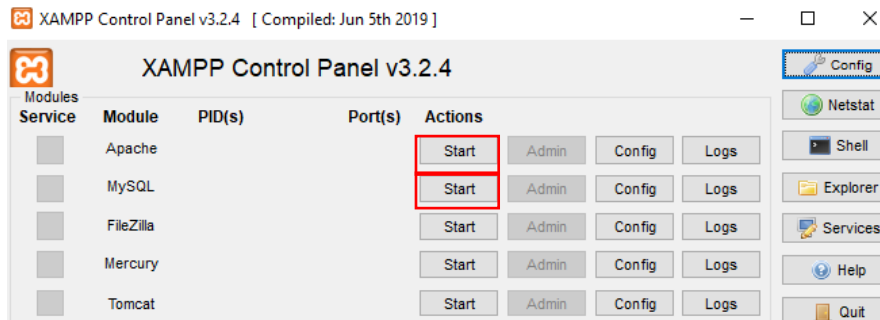 XAMPP Control Panel v3.2.4 [ Compiled: Jun 5th 2019 ]
XAMPP Control Panel v3.2.4
Config
Modules
Netstat
Service Module PID(s) Port(s) Actions
Apache Start Admin Config Logs
Shell
MySQL Start Admin Config Logs
Explorer
FileZilla Start Admin Config Logs
Services
Mercury Start Admin Config Logs
Help
Tomcat Start Admin Config Logs
Quit